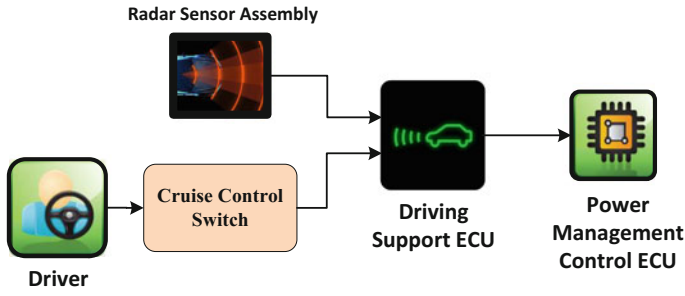 Radar Sensor Assembly
Cruise Control
Switch
Driver
Driving
Support ECU
Power
Management
Control ECU